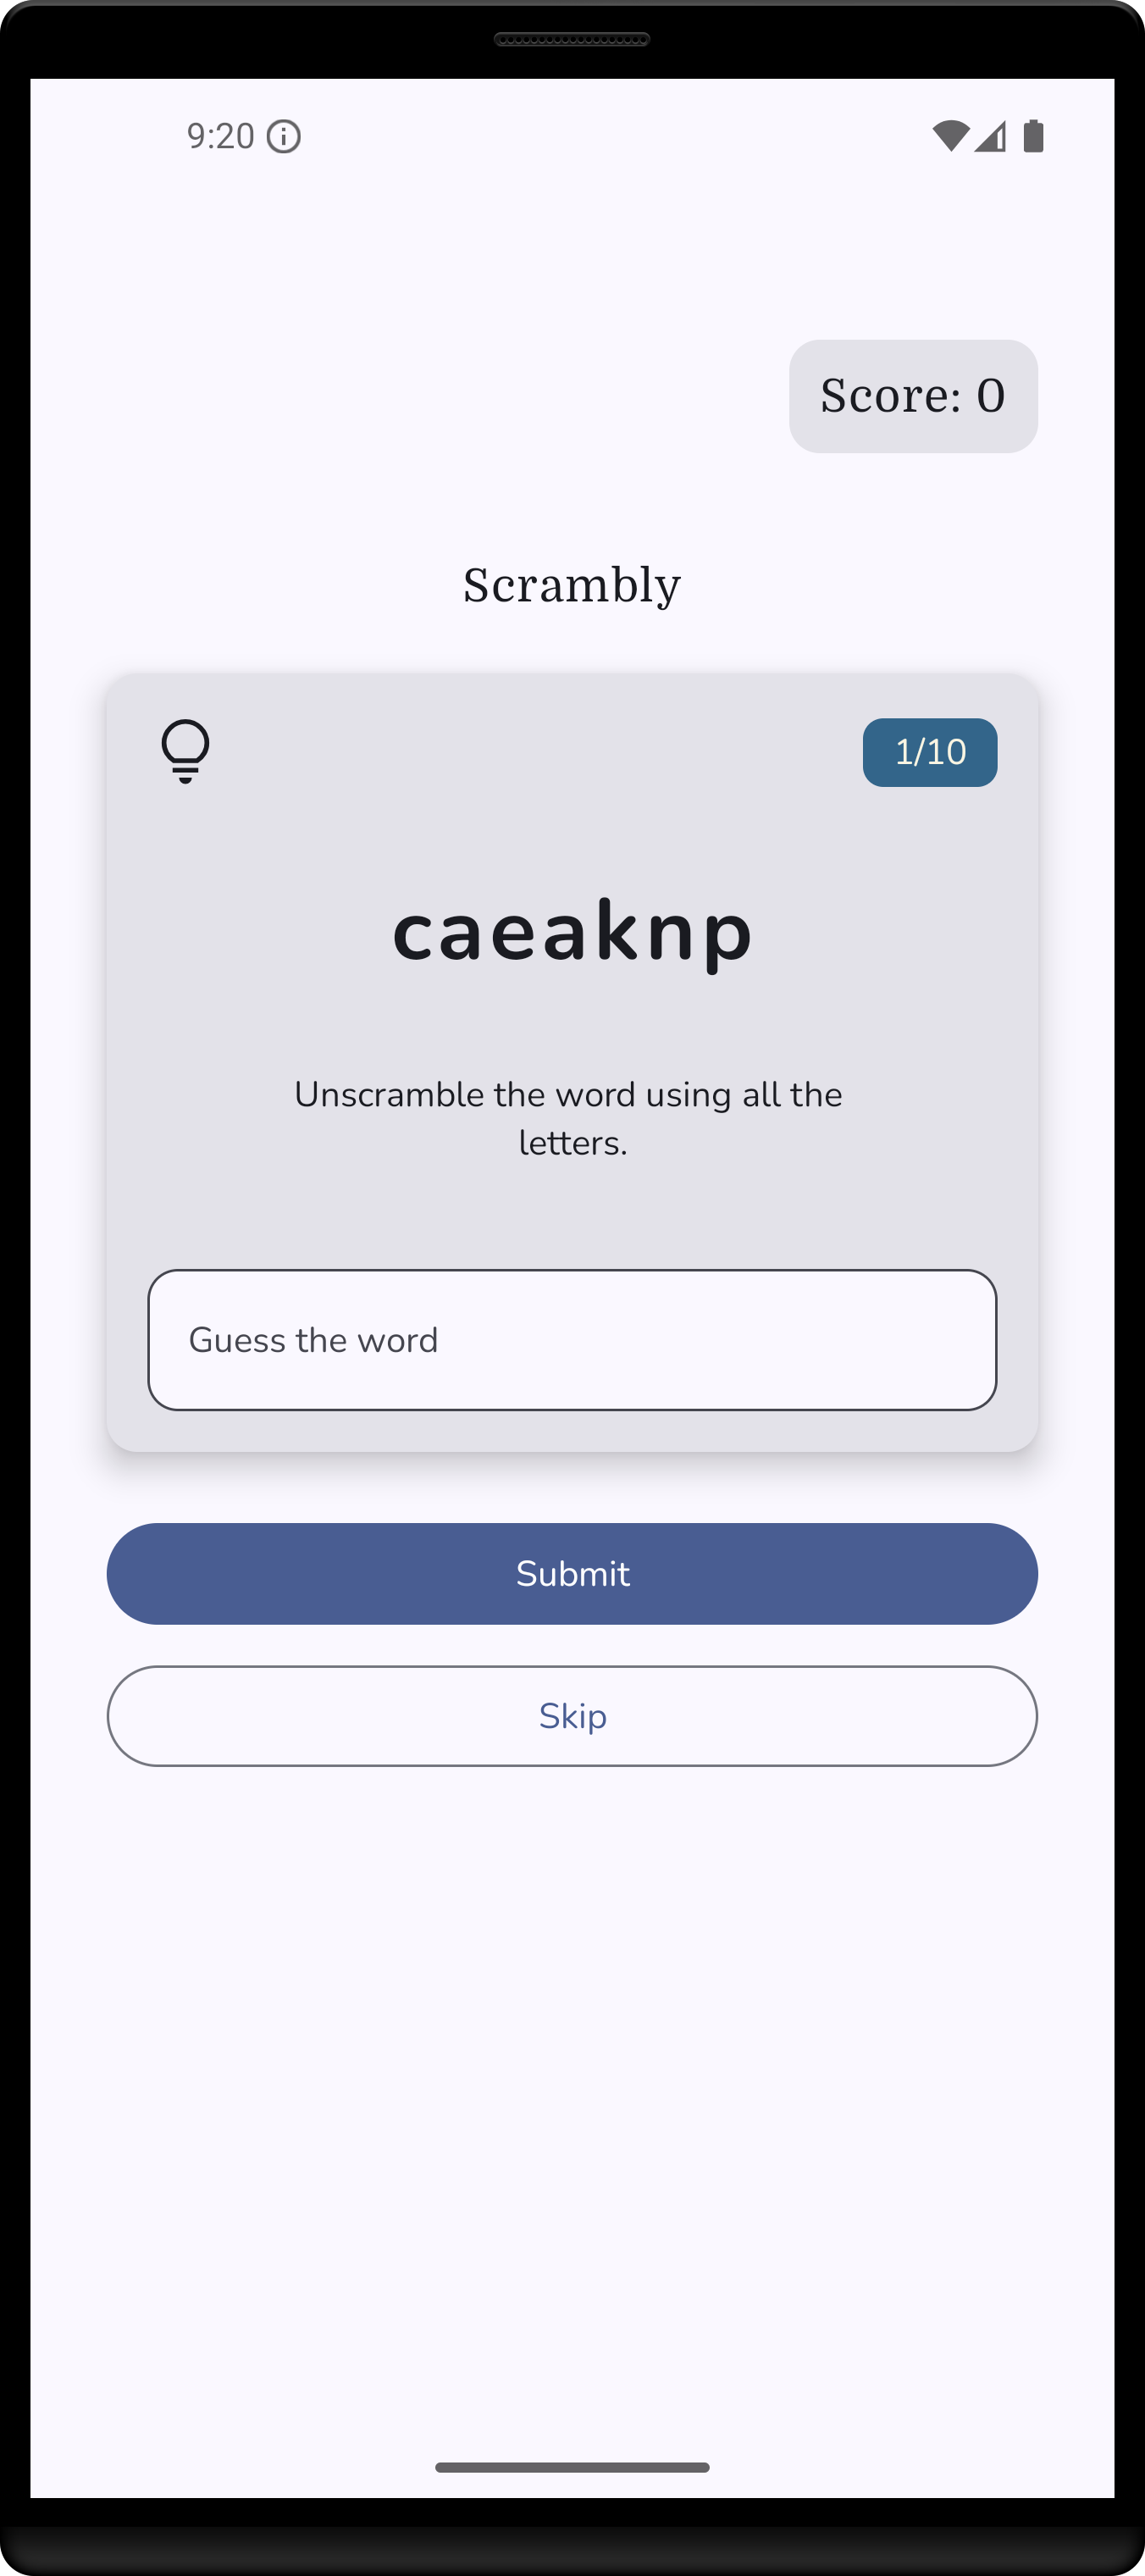 9:20
Score: 0
Scrambly
1/10
caeaknp
Unscramble the word using all the
letters.
Guess the word
Submit
Skip